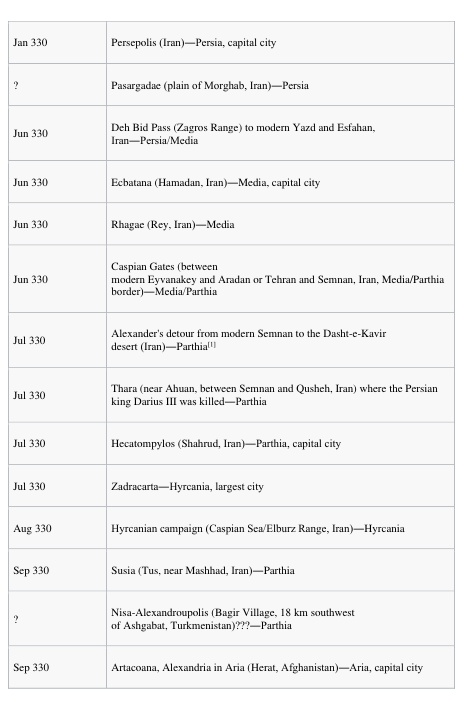 Jan 330
Persepolis (Iran)—Persia, capital city
?
Pasargadae (plain of Morghab, Iran)—Persia
Jun 330
Deh Bid Pass (Zagros Range) to modern Yazd and Esfahan,
Iran—Persia/Media
Jun 330
Ecbatana (Hamadan, Iran)—Media, capital city
Jun 330
Rhagae (Rey, Iran)—Media
Jun 330
Caspian Gates (between
modern Eyvanakey and Aradan or Tehran and Semnan, Iran, Media/Parthia
border)—Media/Parthia
Jul 330
Alexander's detour from modern Semnan to the Dasht-e-Kavir
desert (Iran)—Parthia[1]
Jul 330
Thara (near Ahuan, between Semnan and Qusheh, Iran) where the Persian
king Darius III was killed—Parthia
Jul 330
Hecatompylos (Shahrud, Iran)—Parthia, capital city
Jul 330
Zadracarta—Hyrcania, largest city
Aug 330
Hyrcanian campaign (Caspian Sea/Elburz Range, Iran)—Hyrcania
Sep 330
Susia (Tus, near Mashhad, Iran)—Parthia
?
Nisa-Alexandroupolis (Bagir Village, 18 km southwest
of Ashgabat, Turkmenistan)???—Parthia
Sep 330
Artacoana, Alexandria in Aria (Herat, Afghanistan)—Aria, capital city